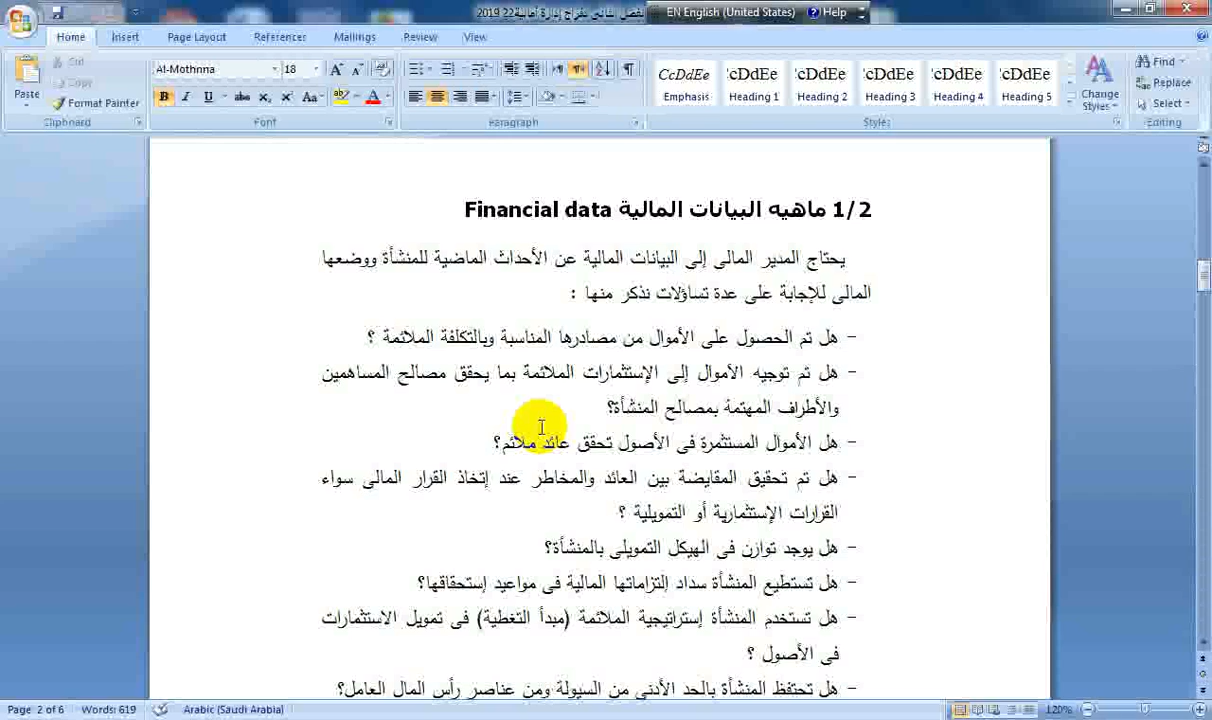 EN English (United States) Help
Home Insert Page Layout References Mailings Review View
Paste
Cut
Copy
Format Painter
Clipboard
Al-Mothnna 18
Font
Paragraph
CcDdEe 'cDdEe 'cDdEe 'cDdEe 'cDdEe 'cDdEe
Emphasis Heading 1 Heading 2 Heading 3 Heading 4 Heading 5
Change
Styles
Styles
Find
Replace
Select
Editing
1/2 ماهيه البيانات المالية Financial data
يحتاج المدير المالى إلى البيانات المالية عن الأحداث الماضية للمنشأة ووضعها
المالى للإجابة على عدة تساؤلات نذكر منها :
- هل تم الحصول على الأموال من مصادرها المناسبة وبالتكلفة الملائمة ؟
- هل تم توجيه الأموال إلى الإستثمارات الملائمة بما يحقق مصالح المساهمين
والأطراف المهتمة بمصالح المنشأة؟
- هل الأموال المستثمرة فى الأصول تحقق عائد ملائم؟
- هل تم تحقيق المقايضة بين العائد والمخاطر عند إتخاذ القرار المالى سواء
القرارات الإستثمارية أو التمويلية ؟
- هل يوجد توازن فى الهيكل التمويلى بالمنشأة؟
- هل تستطيع المنشأة سداد إلتزاماتها المالية فى مواعيد إستحقاقها؟
- هل تستخدم المنشأة إستراتيجية الملائمة (مبدأ التغطية) فى تمويل الاستثمارات
فى الأصول ؟
- هل تحتفظ المنشأة بالحد الأدنى من السيولة ومن عناصر رأس المال العامل؟
Page: 2 of 6 Words: 619 Arabic (Saudi Arabia) 120%